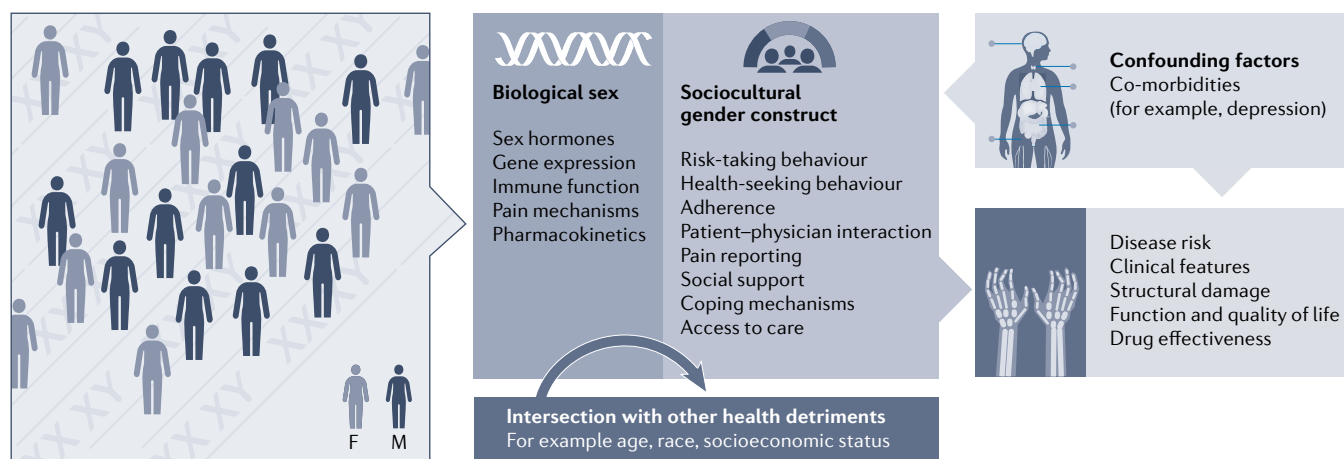 XX XY
F
M
Biological sex
Sex hormones
Gene expression
Immune function
Pain mechanisms
Pharmacokinetics
Sociocultural
gender construct
Risk-taking behaviour
Health-seeking behaviour
Adherence
Patient–physician interaction
Pain reporting
Social support
Coping mechanisms
Access to care
Intersection with other health detriments
For example age, race, socioeconomic status
Confounding factors
Co-morbidities
(for example, depression)
Disease risk
Clinical features
Structural damage
Function and quality of life
Drug effectiveness